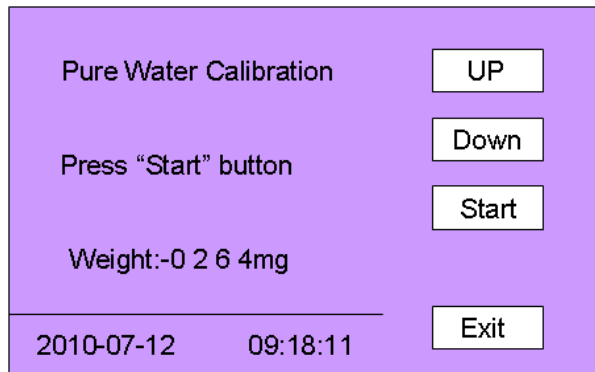 Pure Water Calibration
UP
Down
Press “Start” button
Start
Weight:-0 2 6 4mg
Exit
2010-07-12 09:18:11